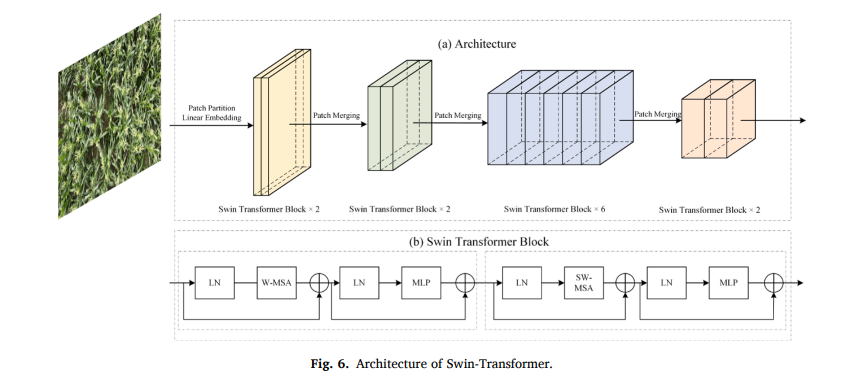 (a) Architecture
Patch Partition
Linear Embedding
Patch Merging
Patch Merging
Patch Merging
Swin Transformer Block × 2
Swin Transformer Block × 2
Swin Transformer Block × 6
Swin Transformer Block × 2
(b) Swin Transformer Block
LN
W-MSA
LN
MLP
LN
SW-
MSA
LN
MLP
Fig. 6. Architecture of Swin-Transformer.